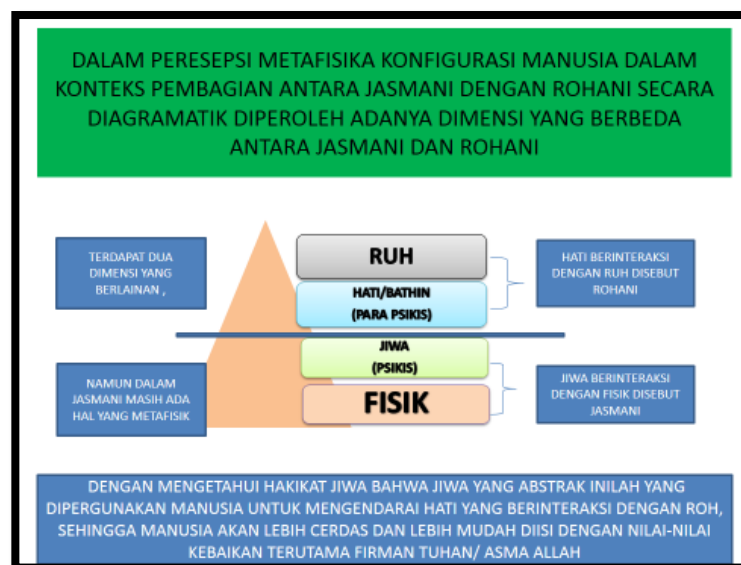 DALAM PERESEPSI METAFISIKA KONFIGURASI MANUSIA DALAM
KONTEKS PEMBAGIAN ANTARA JASMANI DENGAN ROHANI SECARA
DIAGRAMATIK DIPEROLEH ADANYA DIMENSI YANG BERBEDA
ANTARA JASMANI DAN ROHANI
TERDAPAT DUA
DIMENSI YANG
BERLAINAN ,
RUH
HATI/BATHIN
(PARA PSIKIS)
HATI BERINTERAKSI
DENGAN RUH DISEBUT
ROHANI
NAMUN DALAM
JASMANI MASIH ADA
HAL YANG METAFISIK
JIWA
(PSIKIS)
FISIK
JIWA BERINTERAKSI
DENGAN FISIK DISEBUT
JASMANI
DENGAN MENGETAHUI HAKIKAT JIWA BAHWA JIWA YANG ABSTRAK INILAH YANG
DIPERGUNAKAN MANUSIA UNTUK MENGENDARAI HATI YANG BERINTERAKSI DENGAN ROH,
SEHINGGA MANUSIA AKAN LEBIH CERDAS DAN LEBIH MUDAH DIISI DENGAN NILAI-NILAI
KEBAIKAN TERUTAMA FIRMAN TUHAN/ ASMA ALLAH